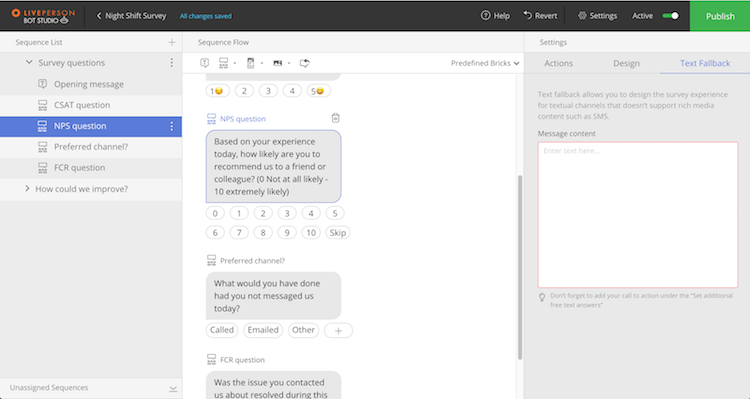 LIVEPERSON
BOT STUDIO
Night Shift Survey
All changes saved
Help
Revert
Settings
Active
Publish
Sequence List
Survey questions
Opening message
CSAT question
NPS question
Preferred channel?
FCR question
How could we improve?
Unassigned Sequences
Sequence Flow
Predefined Bricks
1😠 2 3 4 5😀
NPS question
Based on your experience
today, how likely are you to
recommend us to a friend or
colleague? (0 Not at all likely -
10 extremely likely)
0 1 2 3 4 5
6 7 8 9 10 Skip
Preferred channel?
What would you have done
had you not messaged us
today?
Called Emailed Other +
FCR question
Was the issue you contacted
us about resolved during this
Settings
Actions Design Text Fallback
Text fallback allows you to design the survey experience
for textual channels that doesn't support rich media
content such as SMS.
Message content
Enter text here...
Don't forget to add your call to action under the "Set additional
free text answers"